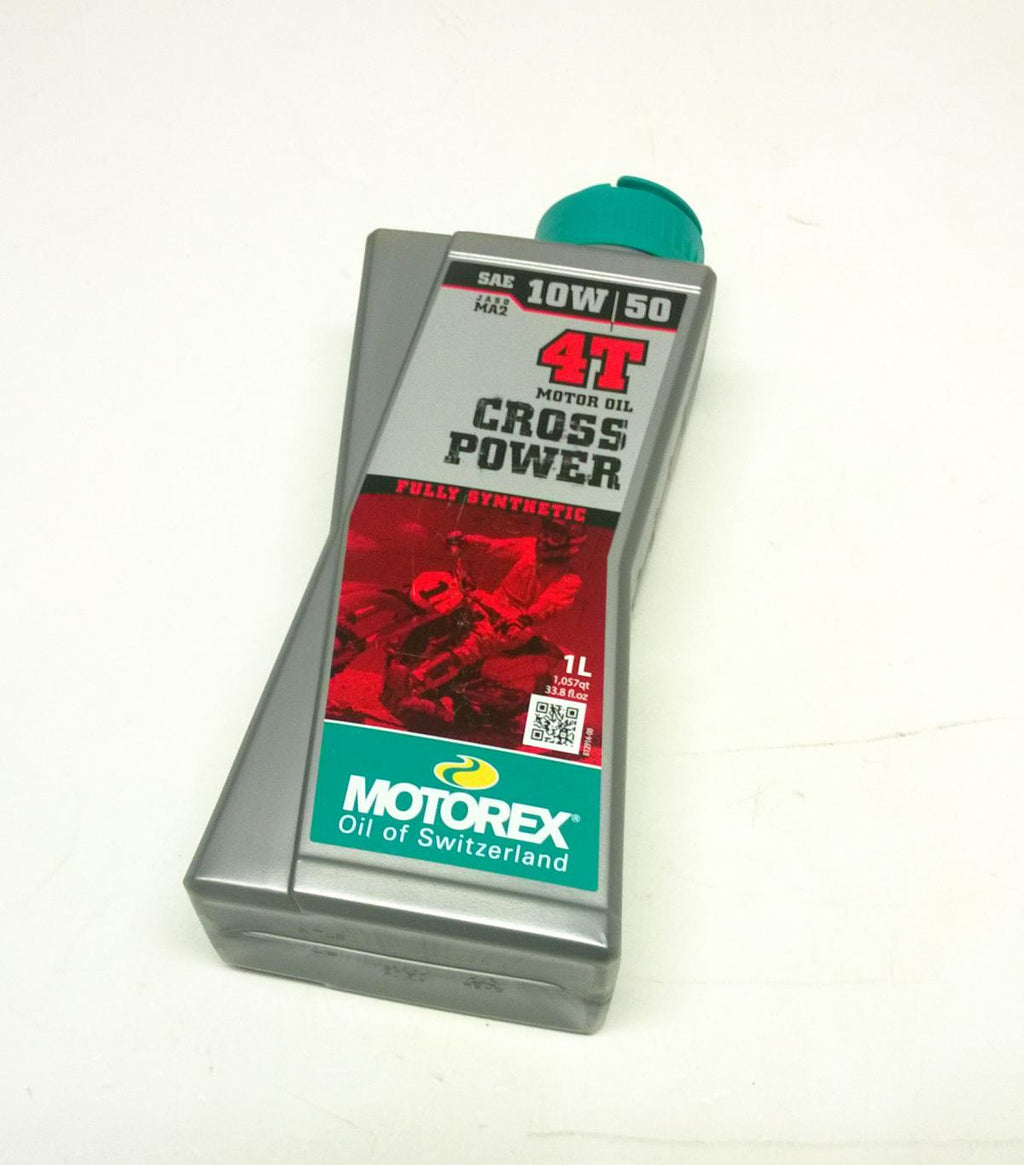 SAE 10W|50
JASO
MA2
4T
MOTOR OIL
CROSS
POWER
FULLY SYNTHETIC
1
1L
1,057qt
33.8 fl.oz
MOTOREX®
Oil of Switzerland